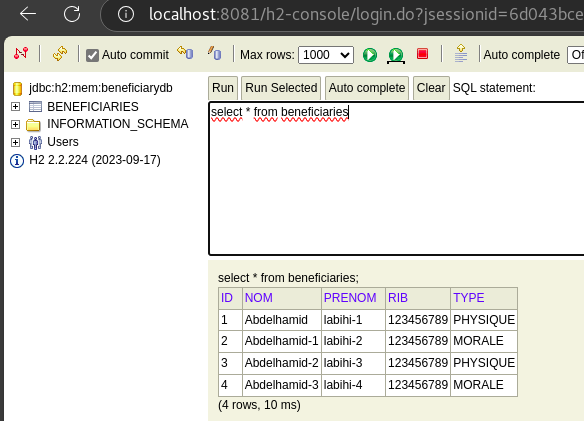 localhost:8081/h2-console/login.do?jsessionid=6d043bce
Auto commit Max rows: 1000 Auto complete Of
jdbc:h2:mem:beneficiarydb
BENEFICIARIES
INFORMATION_SCHEMA
Users
H2 2.2.224 (2023-09-17)
Run Run Selected Auto complete Clear SQL statement:
select * from beneficiaries
select * from beneficiaries;
ID NOM PRENOM RIB TYPE
1 Abdelhamid labihi-1 123456789 PHYSIQUE
2 Abdelhamid-1 labihi-2 123456789 MORALE
3 Abdelhamid-2 labihi-3 123456789 PHYSIQUE
4 Abdelhamid-3 labihi-4 123456789 MORALE
(4 rows, 10 ms)